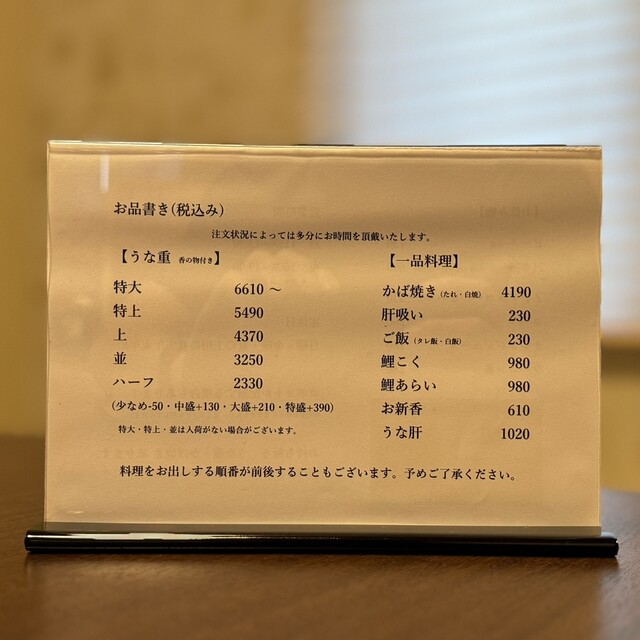 お品書き(税込み)
注文状況によっては多分にお時間を頂戴いたします。
【うな重 香の物付き】
特大 6610 ～
特上 5490
上 4370
並 3250
ハーフ 2330
(少なめ-50・中盛+130・大盛+210・特盛+390)
特大・特上・並は入荷がない場合がございます。
【一品料理】
かば焼き(たれ・白焼) 4190
肝吸い 230
ご飯(タレ飯・白飯) 230
鯉こく 980
鯉あらい 980
お新香 610
うな肝 1020
料理をお出しする順番が前後することもございます。予めご了承ください。